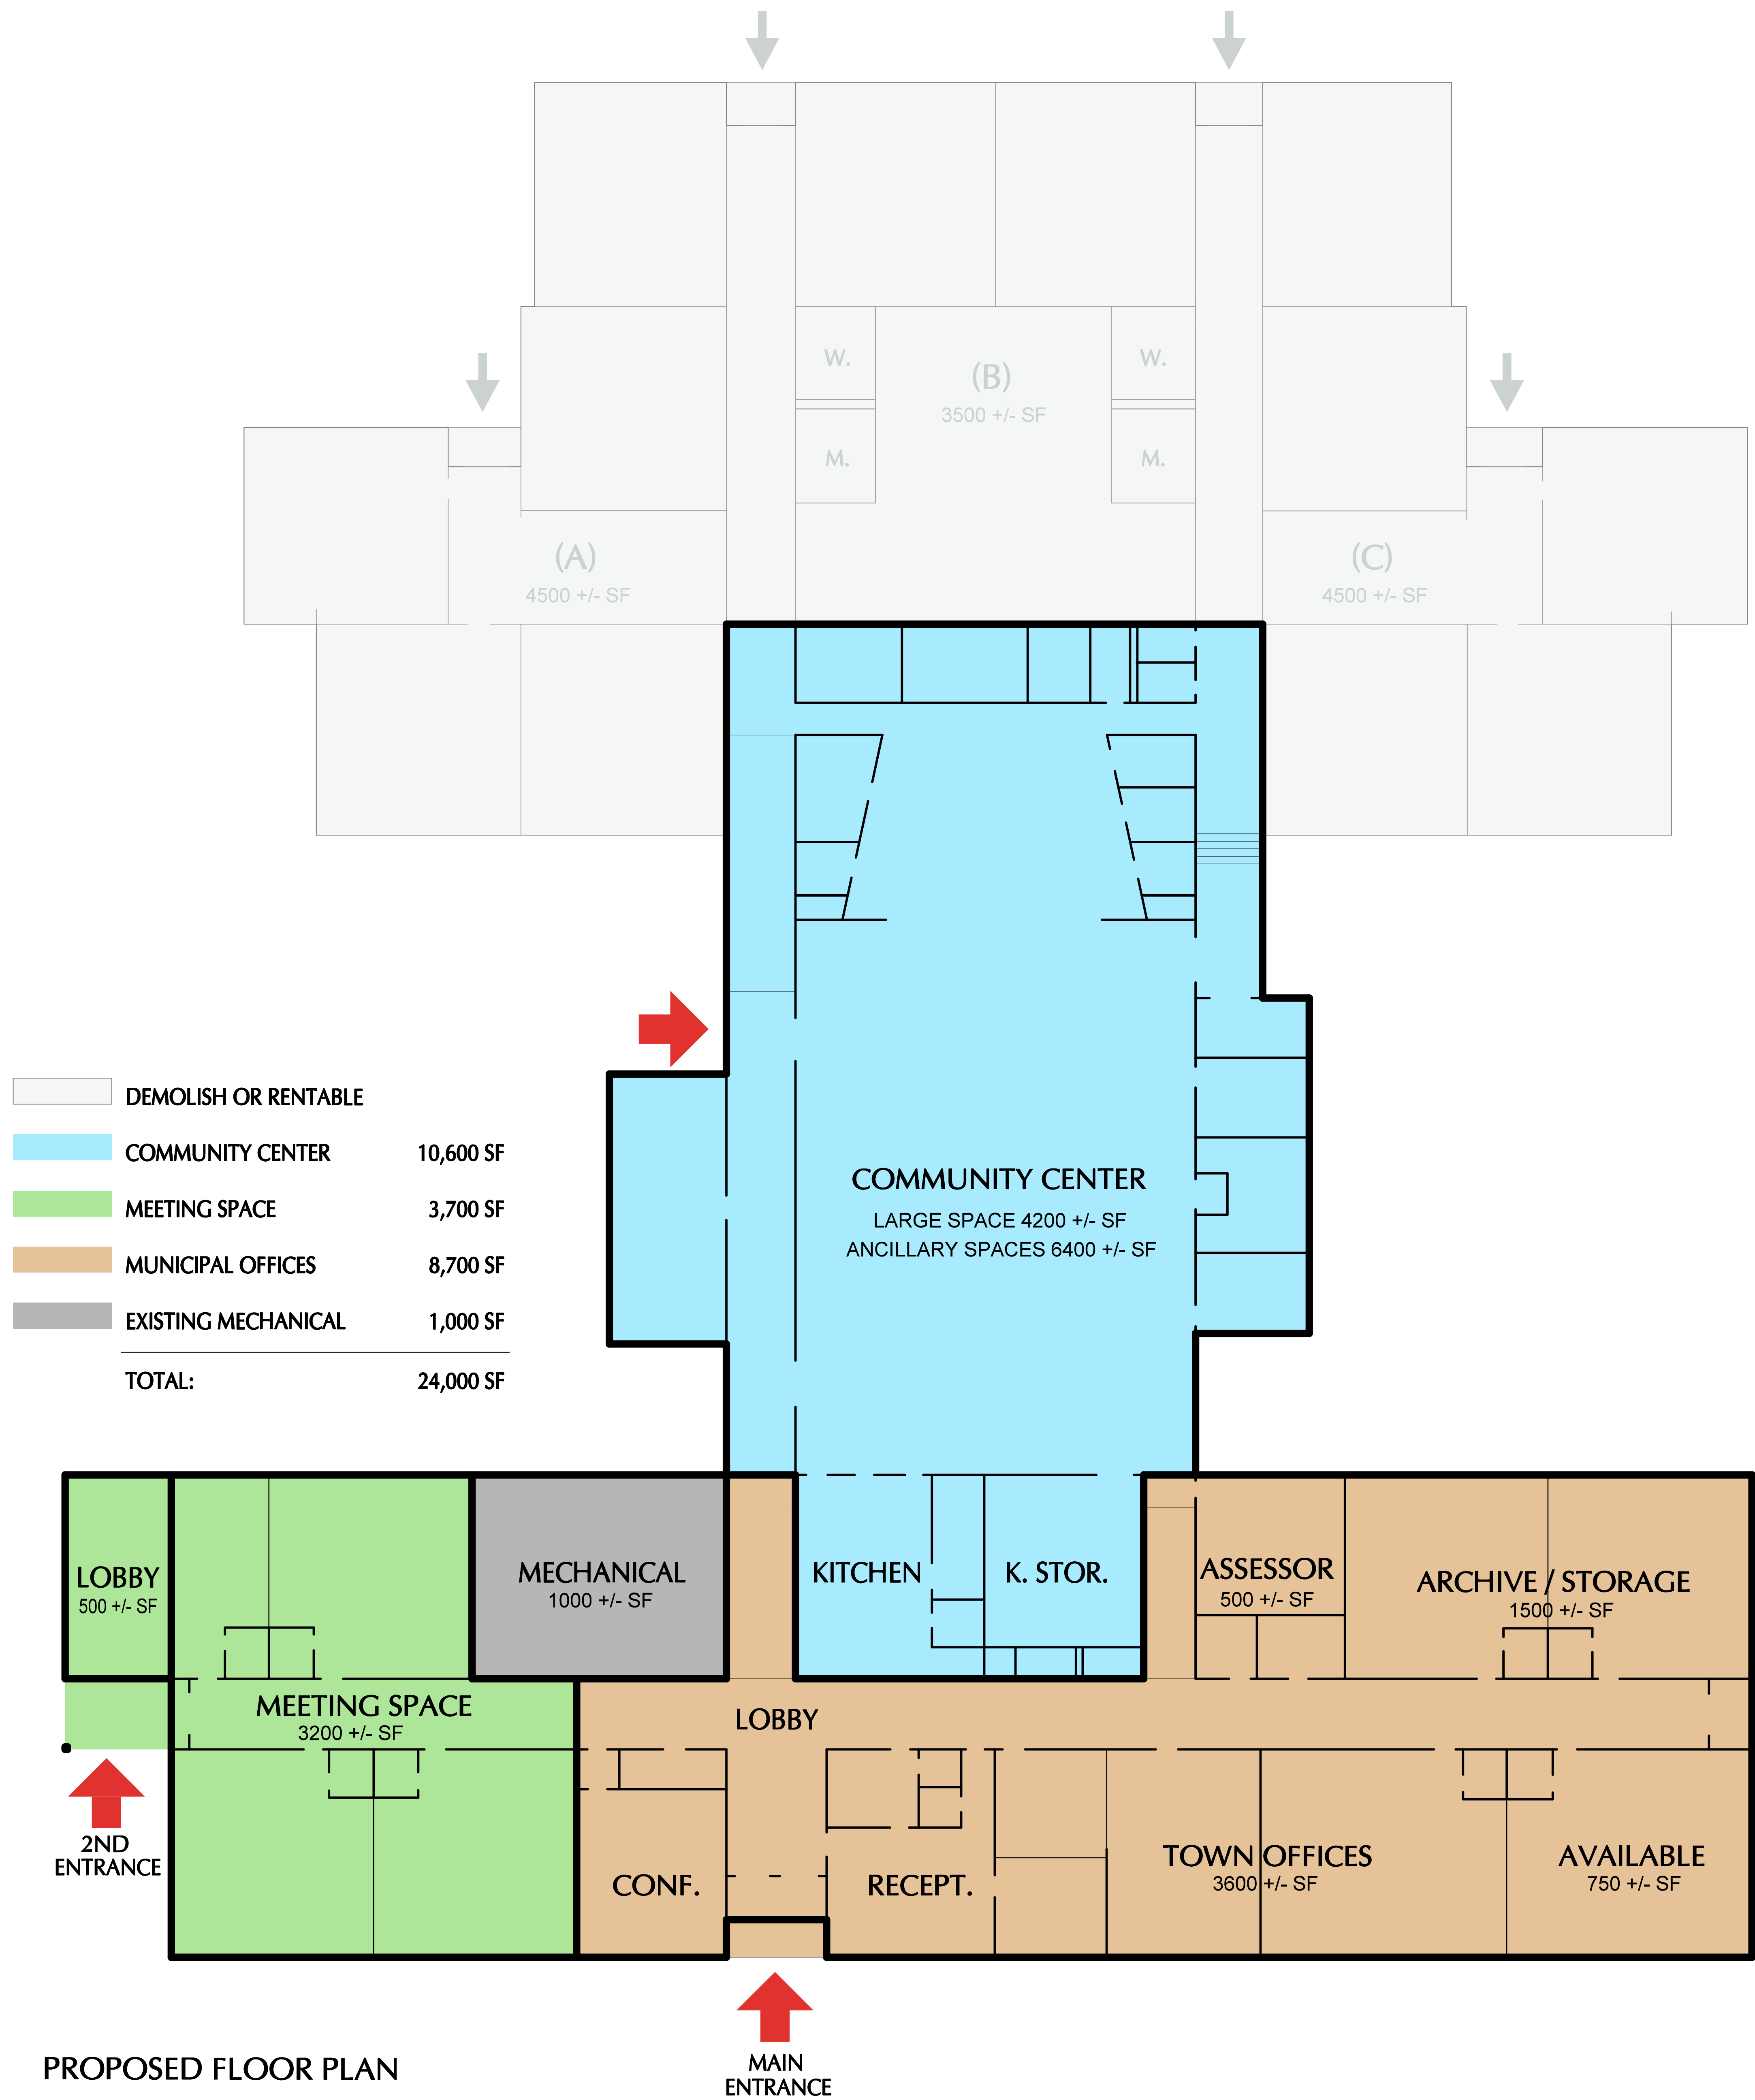 W.
W.
(B)
3500 +/- SF
M.
M.
(A)
4500 +/- SF
(C)
4500 +/- SF
DEMOLISH OR RENTABLE
COMMUNITY CENTER 10,600 SF
MEETING SPACE 3,700 SF
MUNICIPAL OFFICES 8,700 SF
EXISTING MECHANICAL 1,000 SF
TOTAL: 24,000 SF
COMMUNITY CENTER
LARGE SPACE 4200 +/- SF
ANCILLARY SPACES 6400 +/- SF
LOBBY
500 +/- SF
MECHANICAL
1000 +/- SF
KITCHEN
K. STOR.
ASSESSOR
500 +/- SF
ARCHIVE / STORAGE
1500 +/- SF
MEETING SPACE
3200 +/- SF
LOBBY
2ND
ENTRANCE
CONF.
RECEPT.
TOWN OFFICES
3600 +/- SF
AVAILABLE
750 +/- SF
MAIN
ENTRANCE
PROPOSED FLOOR PLAN